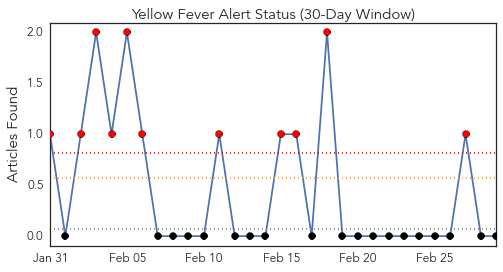 Yellow Fever Alert Status (30-Day Window)
Articles Found
2.0
1.5
1.0
0.5
0.0
Jan 31 Feb 05 Feb 10 Feb 15 Feb 20 Feb 25